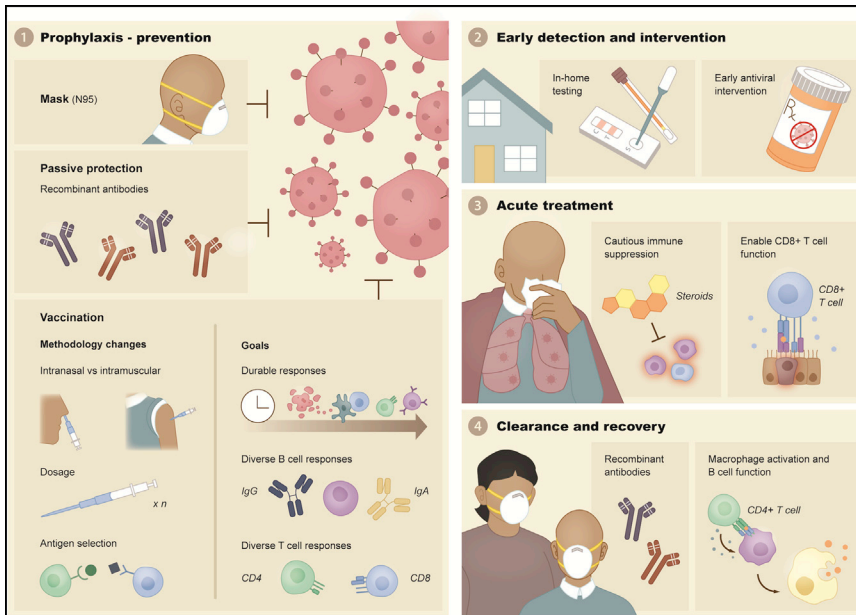 1 Prophylaxis - prevention
Mask (N95)
Passive protection
Recombinant antibodies
Vaccination
Methodology changes
Intranasal vs intramuscular
Dosage
x n
Antigen selection
Goals
Durable responses
Diverse B cell responses
IgG
IgA
Diverse T cell responses
CD4
CD8
2 Early detection and intervention
In-home
testing
C T
S
Early antiviral
intervention
Rx
3 Acute treatment
Cautious immune
suppression
Steroids
Enable CD8+ T cell
function
CD8+
T cell
4 Clearance and recovery
Recombinant
antibodies
Macrophage activation and
B cell function
CD4+ T cell